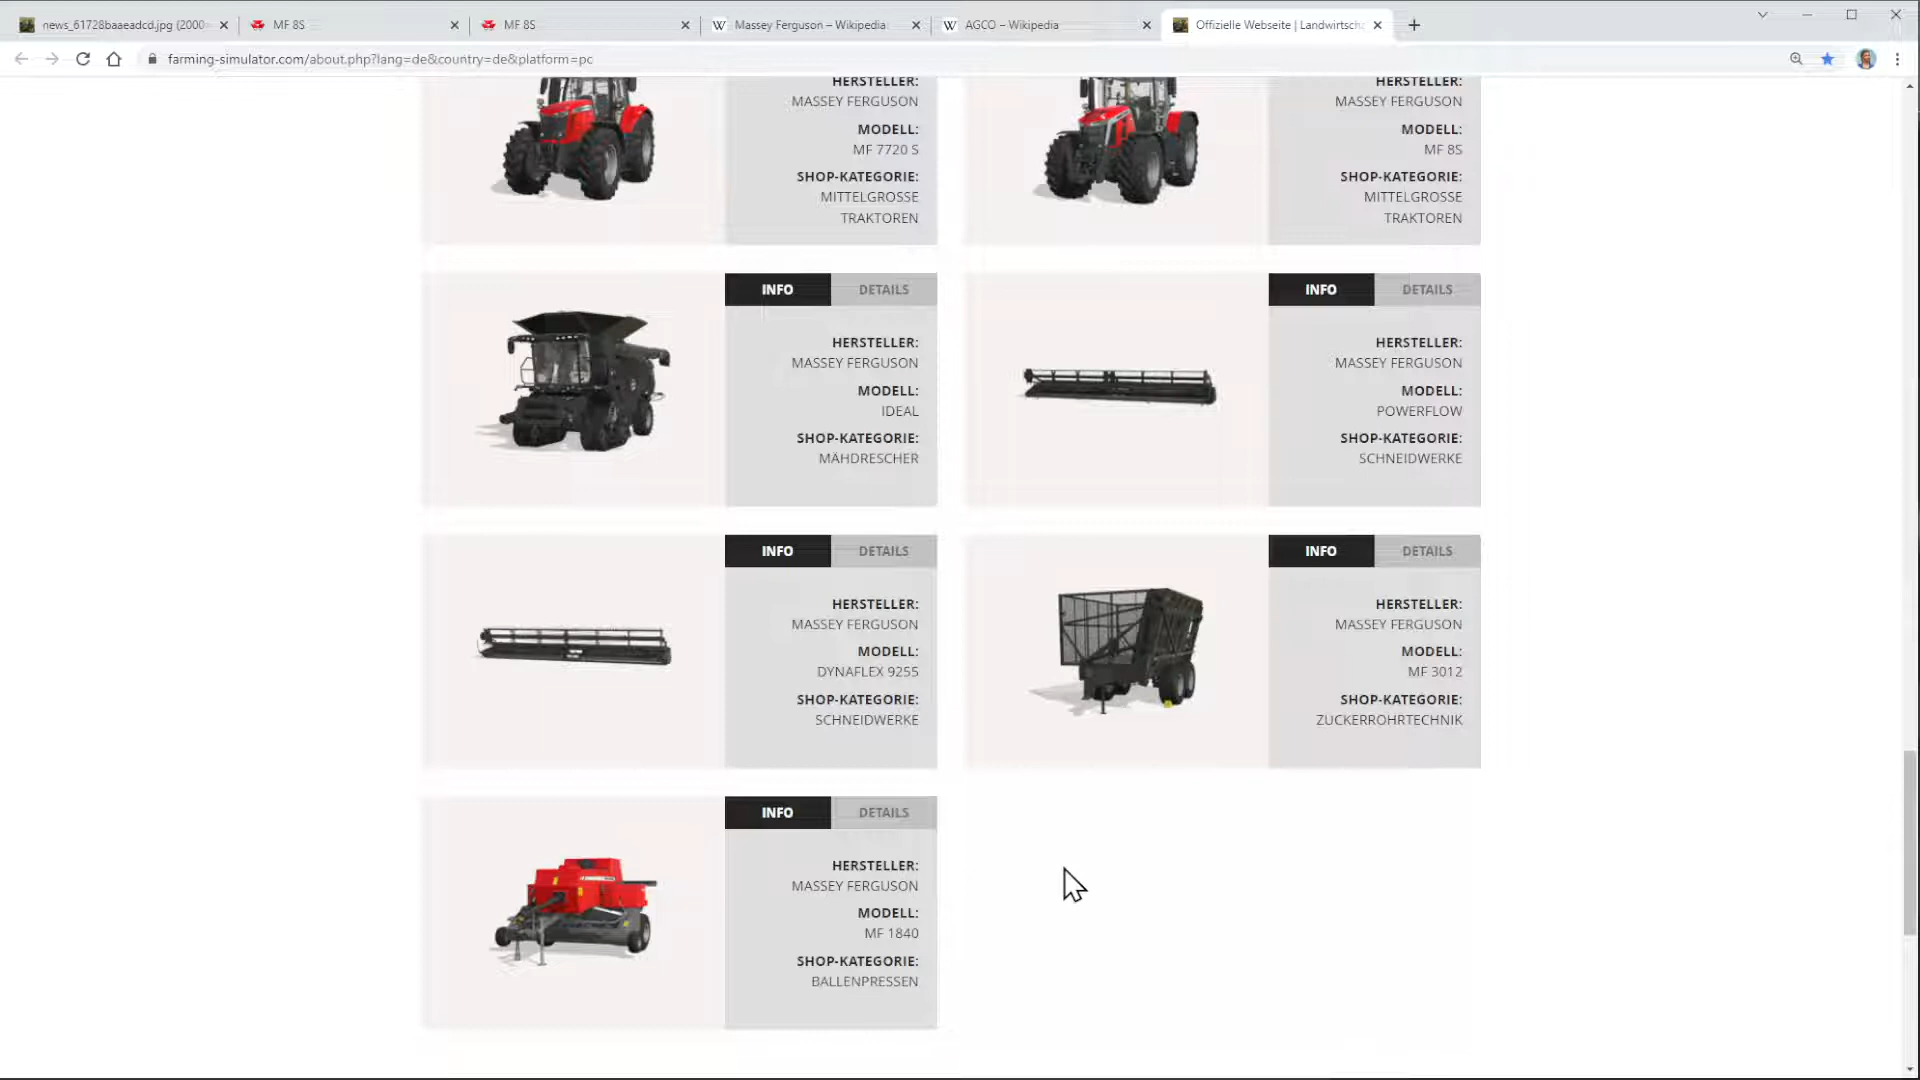 news_61728baaeadcd.jpg (2000
MF 8S
MF 8S
Massey Ferguson – Wikipedia
AGCO – Wikipedia
Offizielle Webseite | Landwirtscha
farming-simulator.com/about.php?lang=de&country=de&platform=pc
HERSTELLER:
MASSEY FERGUSON
MODELL:
MF 7720 S
SHOP-KATEGORIE:
MITTELGROSSE
TRAKTOREN
HERSTELLER:
MASSEY FERGUSON
MODELL:
MF 8S
SHOP-KATEGORIE:
MITTELGROSSE
TRAKTOREN
INFO
DETAILS
HERSTELLER:
MASSEY FERGUSON
MODELL:
IDEAL
SHOP-KATEGORIE:
MÄHDRESCHER
INFO
DETAILS
HERSTELLER:
MASSEY FERGUSON
MODELL:
POWERFLOW
SHOP-KATEGORIE:
SCHNEIDWERKE
INFO
DETAILS
HERSTELLER:
MASSEY FERGUSON
MODELL:
DYNAFLEX 9255
SHOP-KATEGORIE:
SCHNEIDWERKE
INFO
DETAILS
HERSTELLER:
MASSEY FERGUSON
MODELL:
MF 3012
SHOP-KATEGORIE:
ZUCKERROHRTECHNIK
INFO
DETAILS
HERSTELLER:
MASSEY FERGUSON
MODELL:
MF 1840
SHOP-KATEGORIE:
BALLENPRESSEN